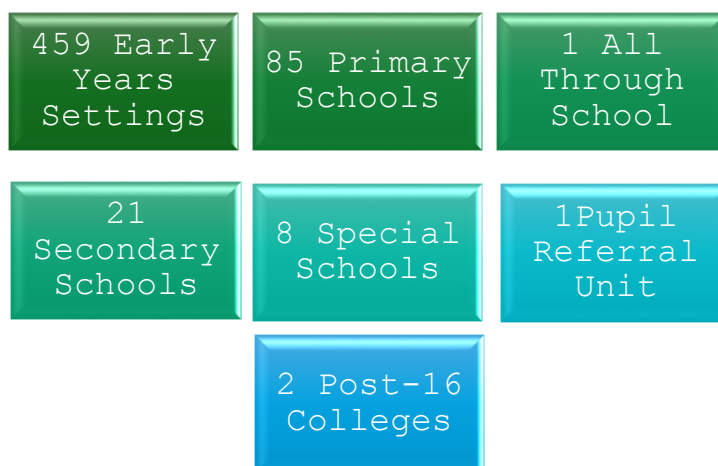 459 Early
Years
Settings
85 Primary
Schools
1 All
Through
School
21
Secondary
Schools
8 Special
Schools
1Pupil
Referral
Unit
2 Post-16
Colleges